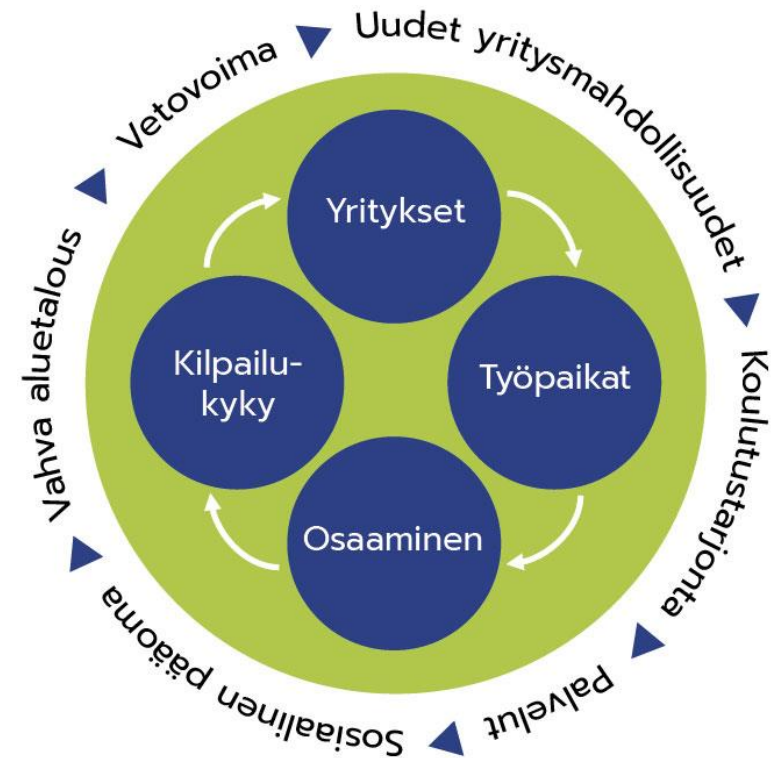 Uudet yritysmahdollisuudet
Koulutustarjonta
Palvelut
Sosiaalinen pääoma
Vahva aluetalous
Vetovoima
Yritykset
Työpaikat
Osaaminen
Kilpailu-
kyky